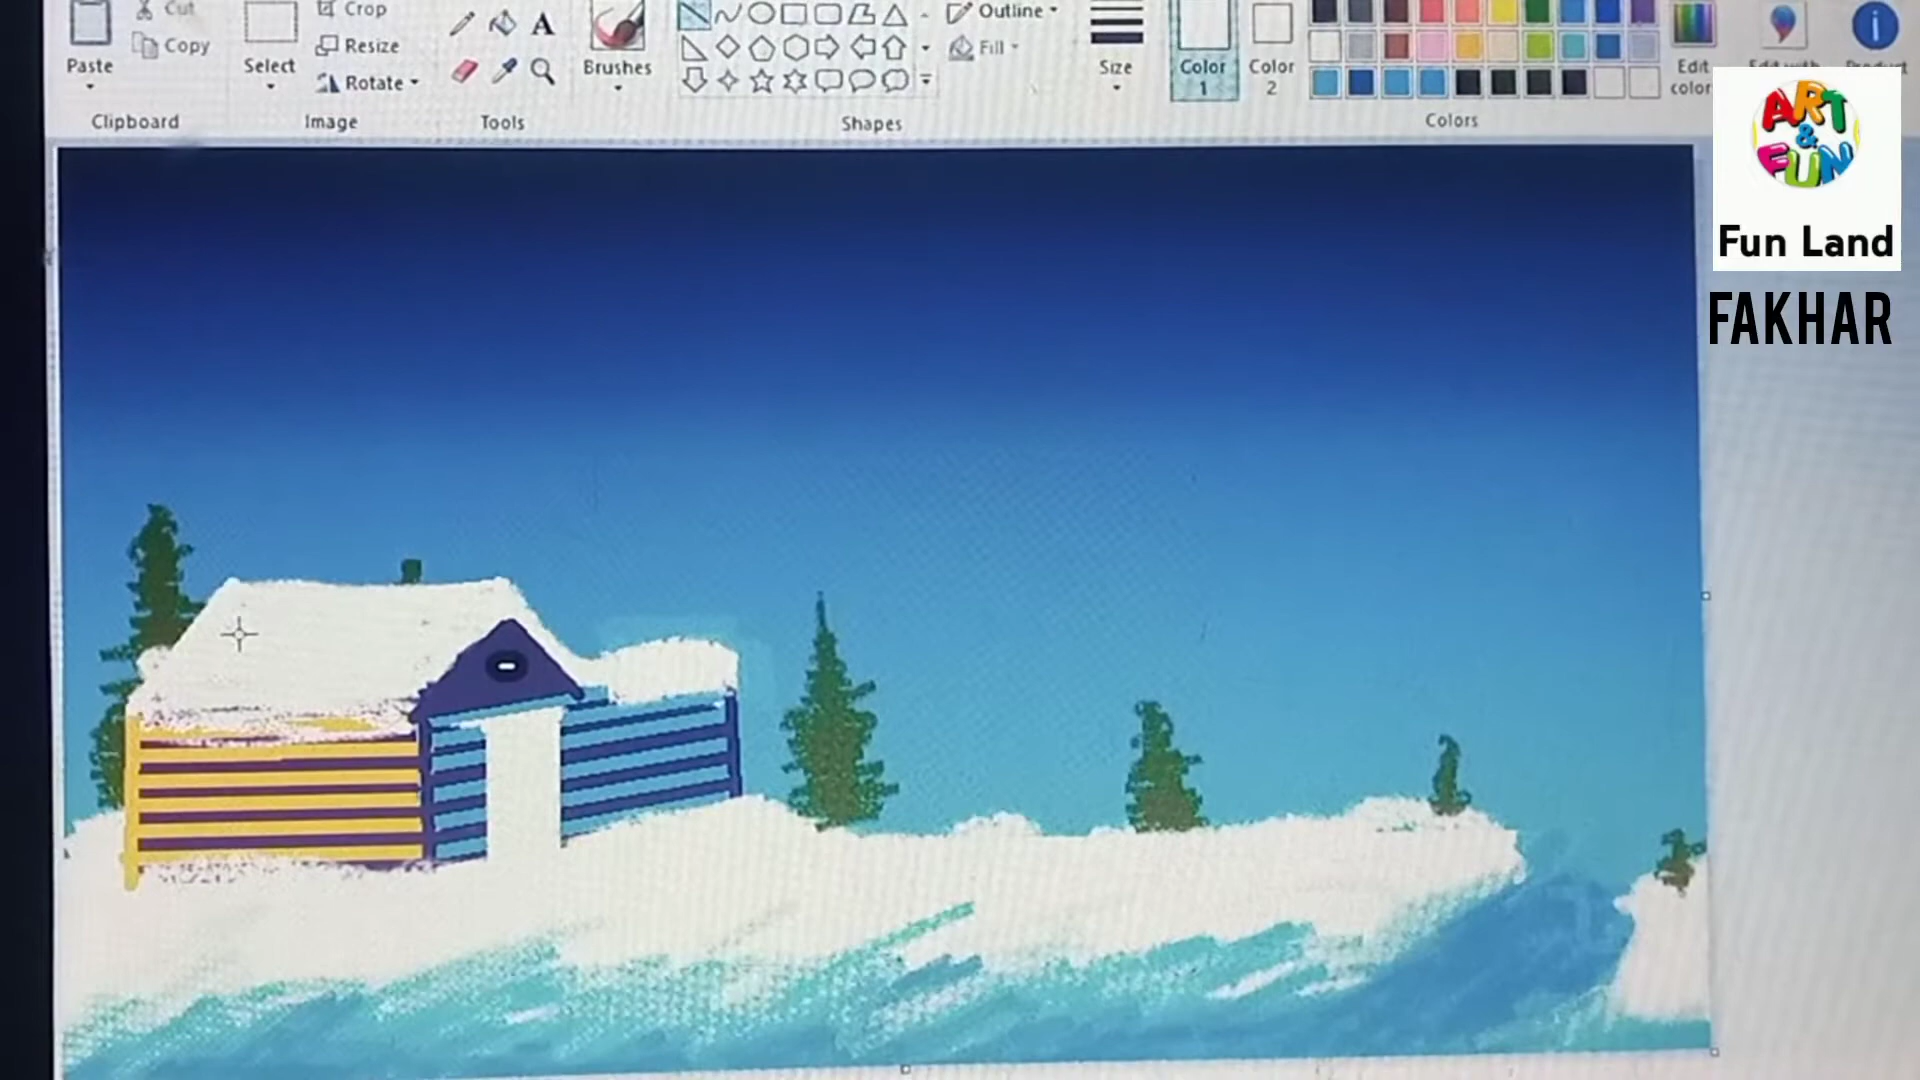 Cut
Crop
Outline
Copy
Resize
A
Fill
Paste
Select
Rotate
Brushes
Size
Color
1
Color
2
Edit
color
Clipboard
Image
Tools
Shapes
Colors
ART
&
FUN
Fun Land
FAKHAR